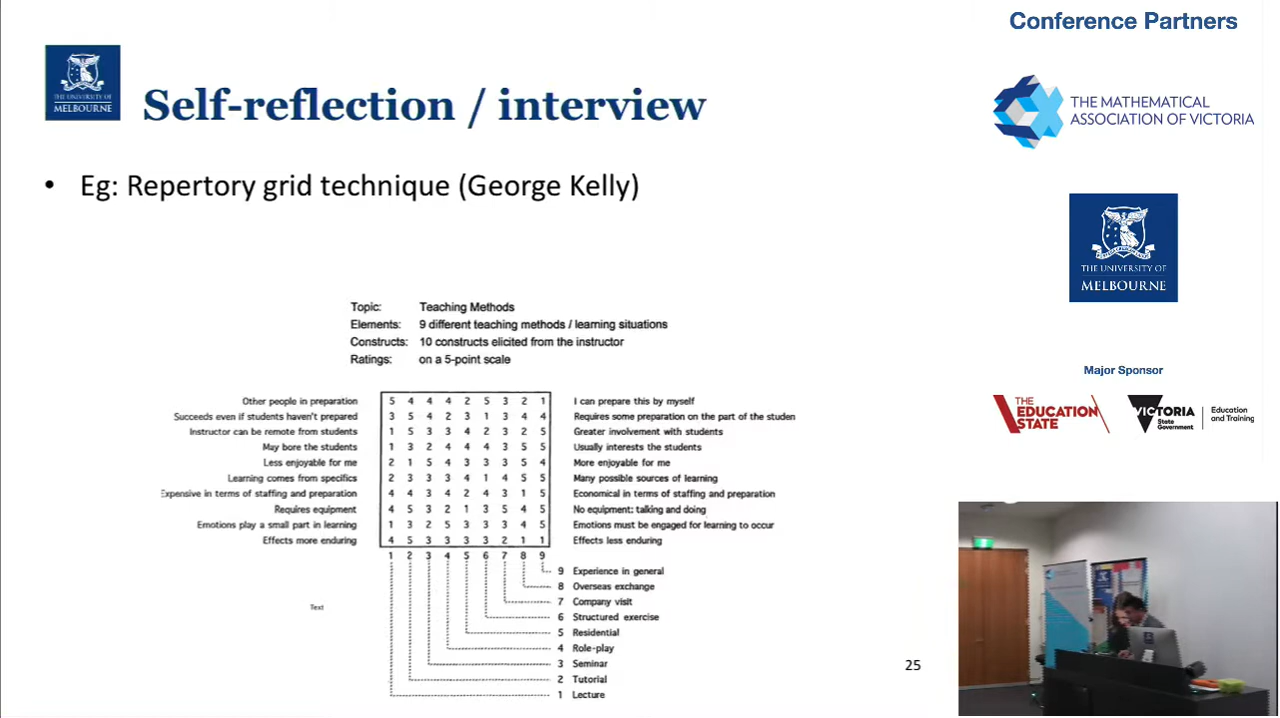 THE UNIVERSITY OF
MELBOURNE
Self-reflection / interview
• Eg: Repertory grid technique (George Kelly)
Topic: Teaching Methods
Elements: 9 different teaching methods / learning situations
Constructs: 10 constructs elicited from the instructor
Ratings: on a 5-point scale
Other people in preparation 5 4 4 4 2 5 3 2 1 I can prepare this by myself
Succeeds even if students haven't prepared 3 5 4 2 3 1 3 4 4 Requires some preparation on the part of the studen
Instructor can be remote from students 1 5 3 3 4 2 3 2 5 Greater involvement with students
May bore the students 1 3 2 4 4 4 3 5 5 Usually interests the students
Less enjoyable for me 2 1 5 4 3 3 3 5 4 More enjoyable for me
Learning comes from specifics 2 3 3 3 4 1 4 5 5 Many possible sources of learning
Expensive in terms of staffing and preparation 4 4 3 4 2 4 3 1 5 Economical in terms of staffing and preparation
Requires equipment 4 5 3 2 1 3 5 4 5 No equipment: talking and doing
Emotions play a small part in learning 1 3 2 5 3 3 3 4 5 Emotions must be engaged for learning to occur
Effects more enduring 4 5 3 3 3 3 2 1 1 Effects less enduring
1 2 3 4 5 6 7 8 9
9 Experience in general
8 Overseas exchange
7 Company visit
6 Structured exercise
5 Residential
4 Role-play
3 Seminar
2 Tutorial
1 Lecture
Text
25
Conference Partners
THE MATHEMATICAL
ASSOCIATION OF VICTORIA
THE UNIVERSITY OF
MELBOURNE
Major Sponsor
THE
EDUCATION
STATE
VICTORIA
State
Government
Education
and Training